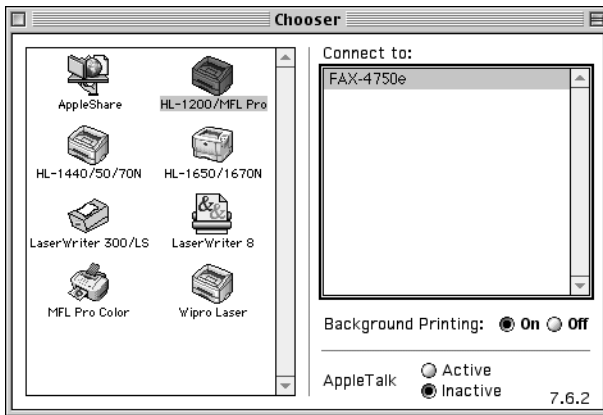 Chooser
AppleShare
HL-1200/MFL Pro
HL-1440/50/70N
HL-1650/1670N
LaserWriter 300/LS
LaserWriter 8
MFL Pro Color
Wipro Laser
Connect to:
FAX-4750e
Background Printing: On Off
AppleTalk
Active
Inactive
7.6.2